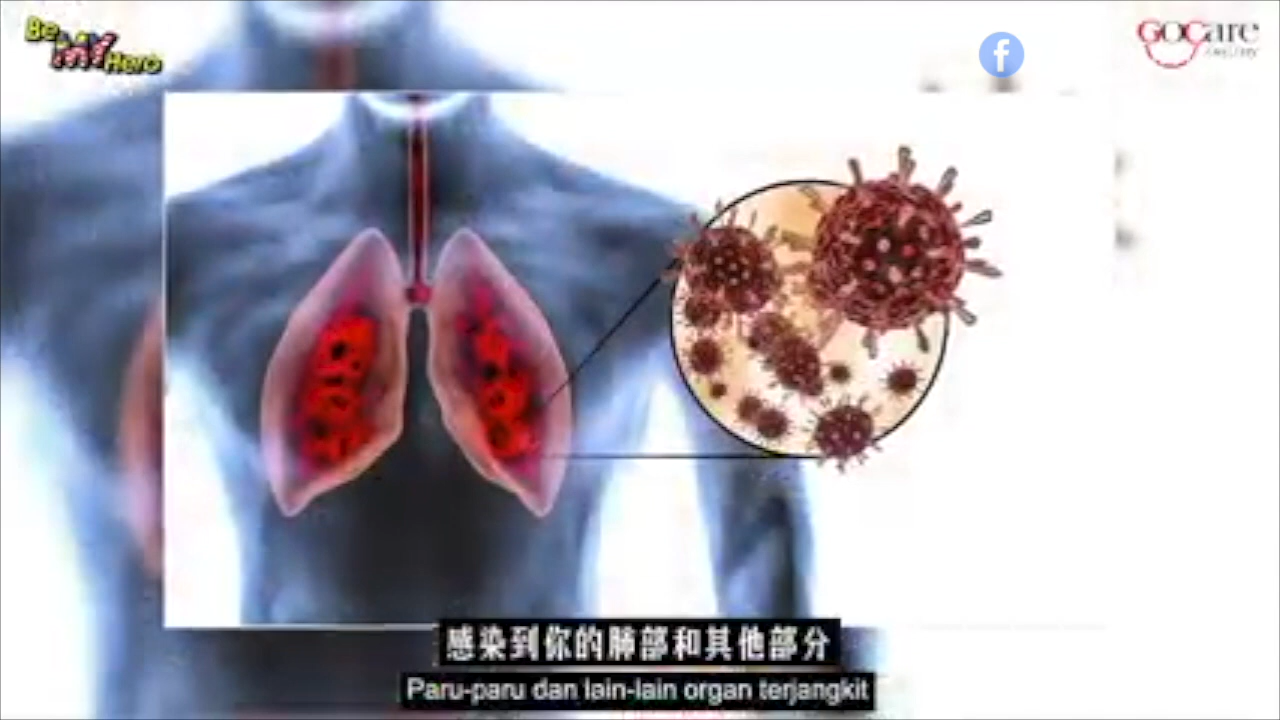 Be
MY
Hero
f
GOCare
感染到你的肺部和其他部分
Paru-paru dan lain-lain organ terjangkit